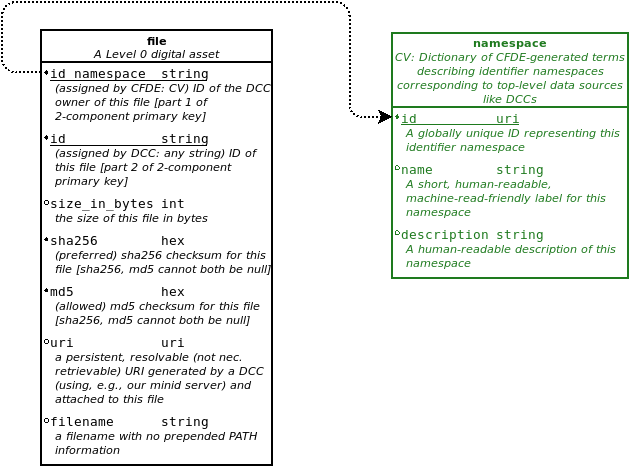 file
A Level 0 digital asset
id_namespace string
(assigned by CFDE: CV) ID of the DCC
owner of this file [part 1 of
2-component primary key]
id string
(assigned by DCC: any string) ID of
this file [part 2 of 2-component
primary key]
size_in_bytes int
the size of this file in bytes
sha256 hex
(preferred) sha256 checksum for this
file [sha256, md5 cannot both be null]
md5 hex
(allowed) md5 checksum for this file
[sha256, md5 cannot both be null]
uri uri
a persistent, resolvable (not nec.
retrievable) URI generated by a DCC
(using, e.g., our minid server) and
attached to this file
filename string
a filename with no prepended PATH
information
namespace
CV: Dictionary of CFDE-generated terms
describing identifier namespaces
corresponding to top-level data sources
like DCCs
id uri
A globally unique ID representing this
identifier namespace
name string
A short, human-readable,
machine-read-friendly label for this
namespace
description string
A human-readable description of this
namespace